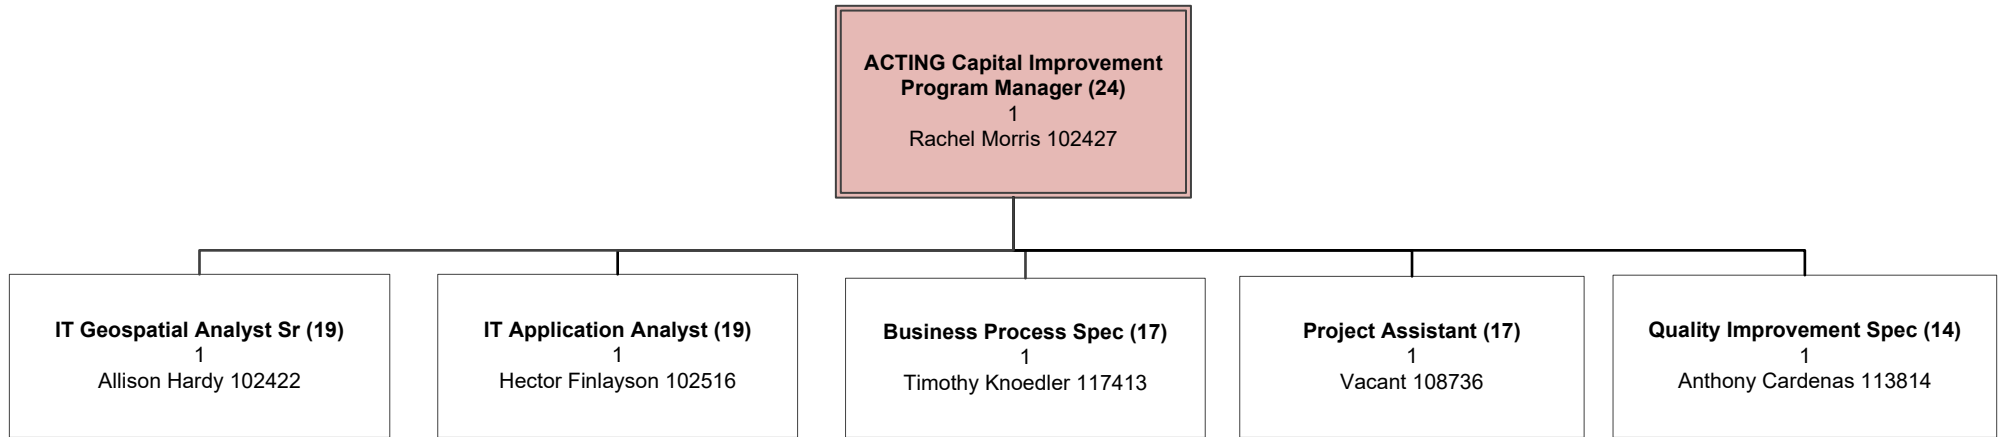 ACTING Capital Improvement
Program Manager (24)
1
Rachel Morris 102427
IT Geospatial Analyst Sr (19)
1
Allison Hardy 102422
IT Application Analyst (19)
1
Hector Finlayson 102516
Business Process Spec (17)
1
Timothy Knoedler 117413
Project Assistant (17)
1
Vacant 108736
Quality Improvement Spec (14)
1
Anthony Cardenas 113814